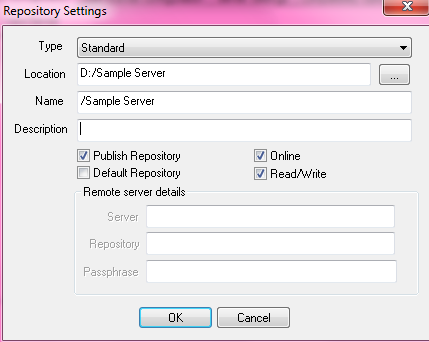 Repository Settings
Type Standard
Location D:/Sample Server ...
Name /Sample Server
Description
Publish Repository Online
Default Repository Read/Write
Remote server details
Server
Repository
Passphrase
OK Cancel